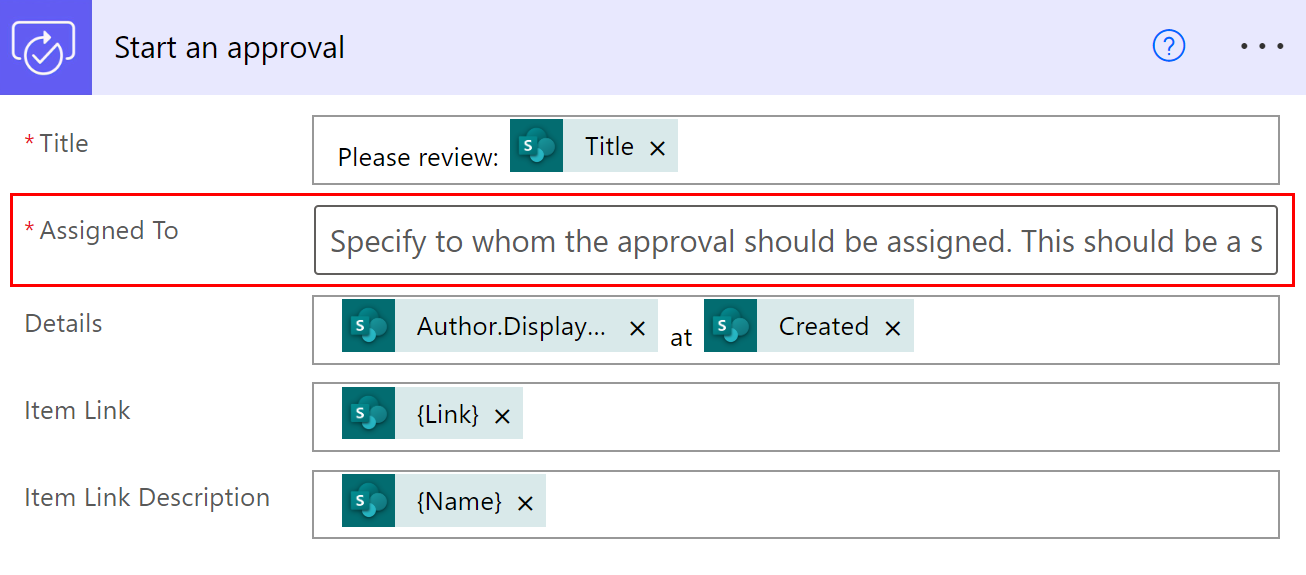 Start an approval
?
* Title
Please review: S Title ×
* Assigned To
Specify to whom the approval should be assigned. This should be a s
Details
S Author.Display... × at S Created ×
Item Link
S {Link} ×
Item Link Description
S {Name} ×